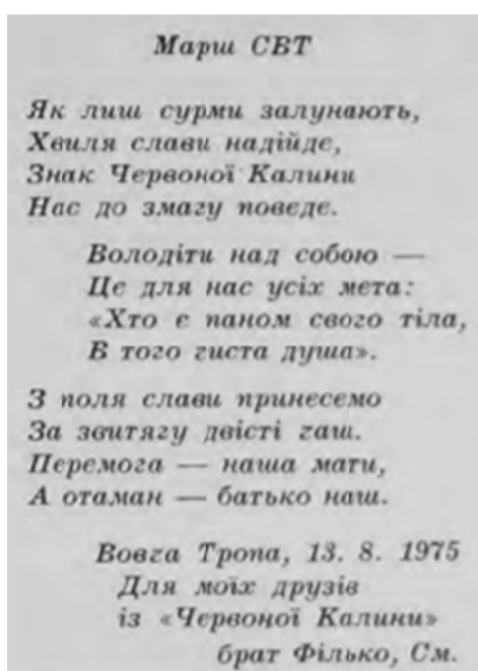 Марш СВТ
Як лиш сурми залунають,
Хвиля слави надійде,
Знак Червоної Калини
Нас до змагу поведе.
Володіти над собою —
Це для нас усіх мета:
«Хто є паном свого тіла,
В того чиста душа».
З поля слави принесемо
За звитягу двісті чаш.
Перемога — наша мати,
А отаман — батько наш.
Вовча Тропа, 13. 8. 1975
Для моїх друзів
із «Червоної Калини»
брат Філько, См.